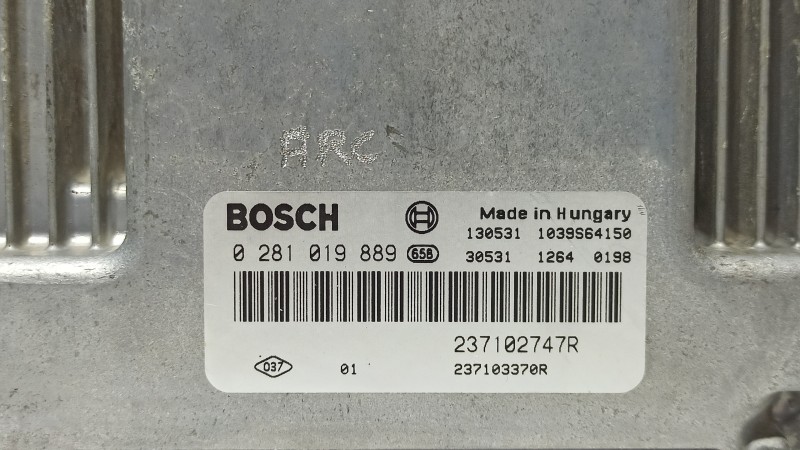 ARC
BOSCH Made in Hungary
130531 1039S64150
0 281 019 889 658 30531 1264 0198
237102747R
037 01 237103370R